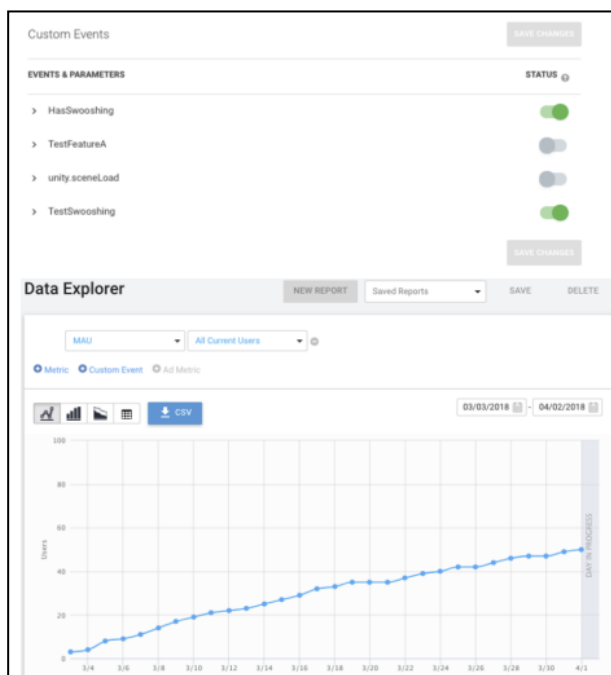 Custom Events
SAVE CHANGES
EVENTS & PARAMETERS STATUS
> HasSwooshing
> TestFeatureA
> unity.sceneLoad
> TestSwooshing
SAVE CHANGES
Data Explorer NEW REPORT Saved Reports SAVE DELETE
MAU All Current Users
Metric Custom Event Ad Metric
CSV 03/03/2018 - 04/02/2018
100
80
60
40
20
0
Users
DAY IN PROGRESS
3/4 3/6 3/8 3/10 3/12 3/14 3/16 3/18 3/20 3/22 3/24 3/26 3/28 3/30 4/1